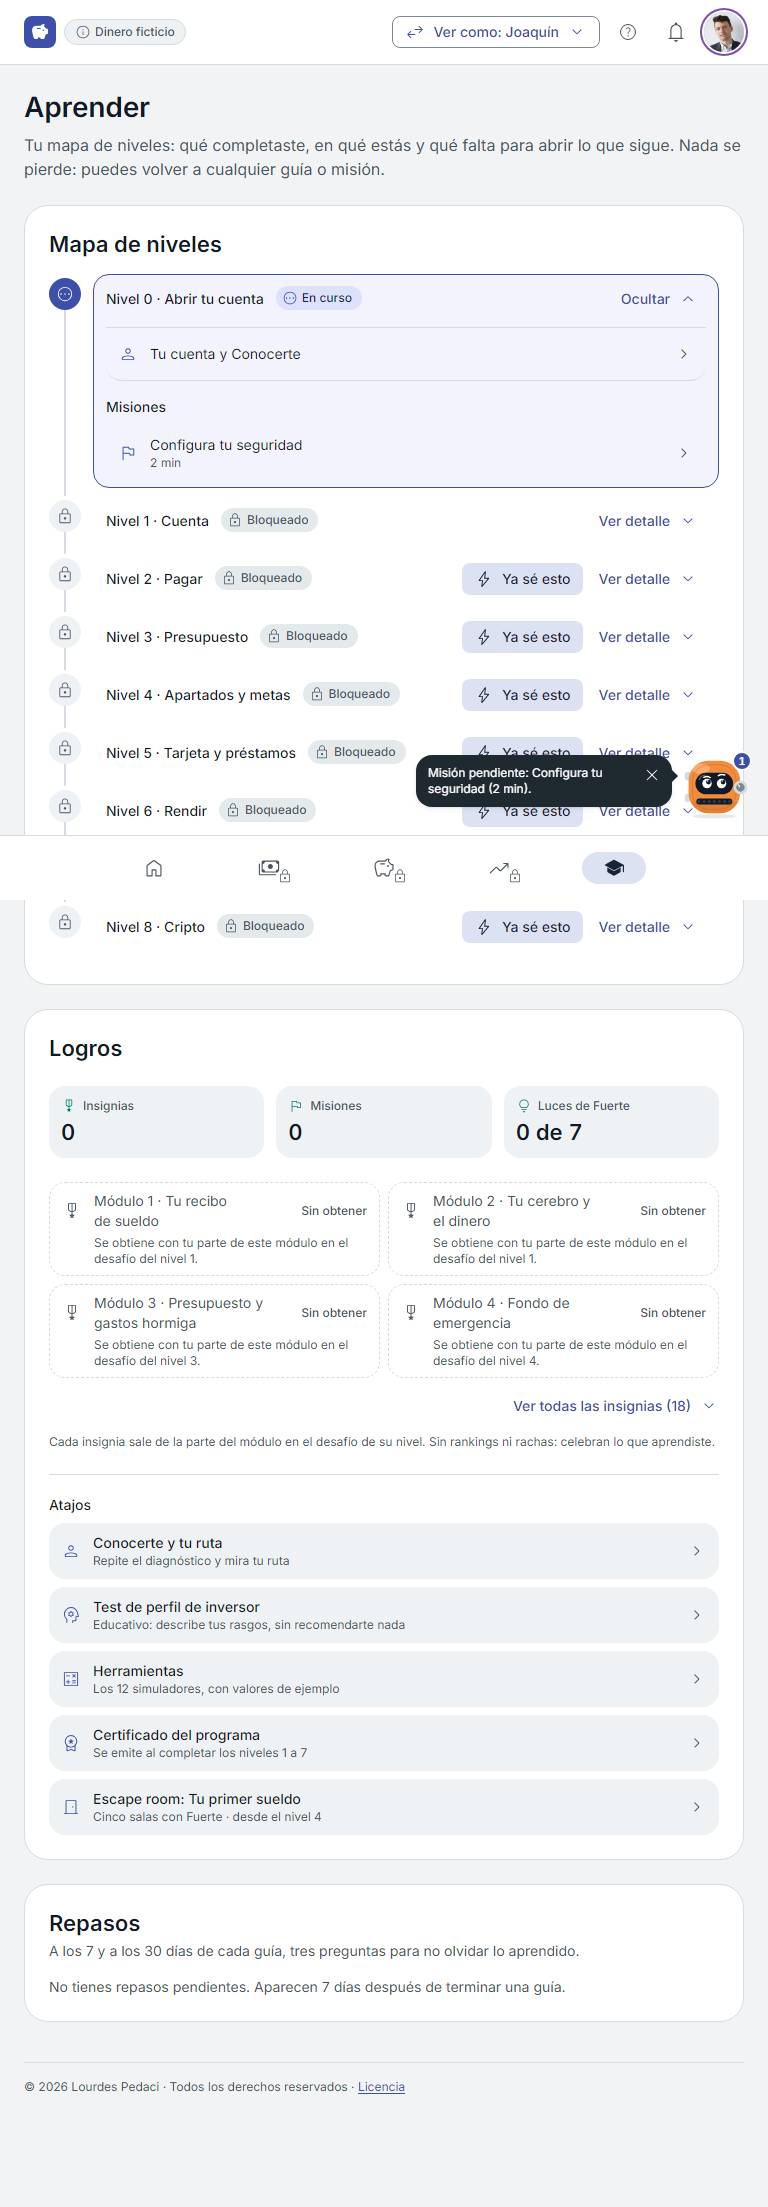 Dinero ficticio
Ver como: Joaquín
Aprender
Tu mapa de niveles: qué completaste, en qué estás y qué falta para abrir lo que sigue. Nada se
pierde: puedes volver a cualquier guía o misión.
Mapa de niveles
Nivel 0 · Abrir tu cuenta
En curso
Ocultar
Tu cuenta y Conocerte
Misiones
Configura tu seguridad
2 min
Nivel 1 · Cuenta
Bloqueado
Ver detalle
Nivel 2 · Pagar
Bloqueado
Ya sé esto
Ver detalle
Nivel 3 · Presupuesto
Bloqueado
Ya sé esto
Ver detalle
Nivel 4 · Apartados y metas
Bloqueado
Ya sé esto
Ver detalle
Nivel 5 · Tarjeta y préstamos
Bloqueado
Ya sé esto
Ver detalle
Misión pendiente: Configura tu
seguridad (2 min).
1
Nivel 6 · Rendir
Bloqueado
Ya sé esto
Ver detalle
Nivel 8 · Cripto
Bloqueado
Ya sé esto
Ver detalle
Logros
Insignias
0
Misiones
0
Luces de Fuerte
0 de 7
Módulo 1 · Tu recibo
de sueldo
Sin obtener
Se obtiene con tu parte de este módulo en el
desafío del nivel 1.
Módulo 2 · Tu cerebro y
el dinero
Sin obtener
Se obtiene con tu parte de este módulo en el
desafío del nivel 1.
Módulo 3 · Presupuesto y
gastos hormiga
Sin obtener
Se obtiene con tu parte de este módulo en el
desafío del nivel 3.
Módulo 4 · Fondo de
emergencia
Sin obtener
Se obtiene con tu parte de este módulo en el
desafío del nivel 4.
Ver todas las insignias (18)
Cada insignia sale de la parte del módulo en el desafío de su nivel. Sin rankings ni rachas: celebran lo que aprendiste.
Atajos
Conocerte y tu ruta
Repite el diagnóstico y mira tu ruta
Test de perfil de inversor
Educativo: describe tus rasgos, sin recomendarte nada
Herramientas
Los 12 simuladores, con valores de ejemplo
Certificado del programa
Se emite al completar los niveles 1 a 7
Escape room: Tu primer sueldo
Cinco salas con Fuerte · desde el nivel 4
Repasos
A los 7 y a los 30 días de cada guía, tres preguntas para no olvidar lo aprendido.
No tienes repasos pendientes. Aparecen 7 días después de terminar una guía.
© 2026 Lourdes Pedaci · Todos los derechos reservados · Licencia